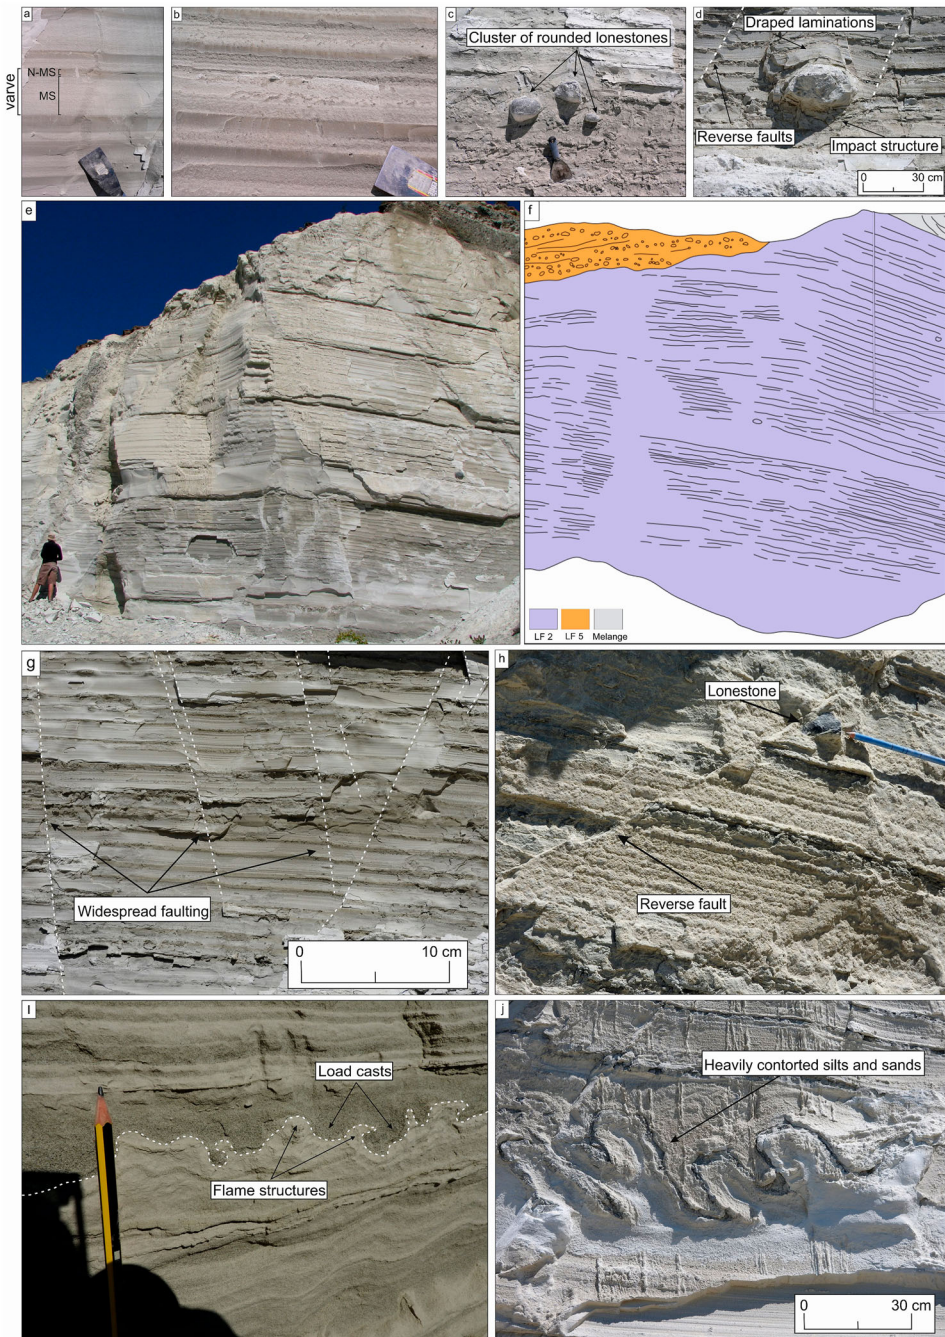 a
N-MS
MS
varve
b
c
Cluster of rounded lonestones
d
Draped laminations
Reverse faults
Impact structure
0 30 cm
e
f
LF 2 LF 5 Melange
g
Widespread faulting
0 10 cm
h
Lonestone
Reverse fault
I
Load casts
Flame structures
j
Heavily contorted silts and sands
0 30 cm